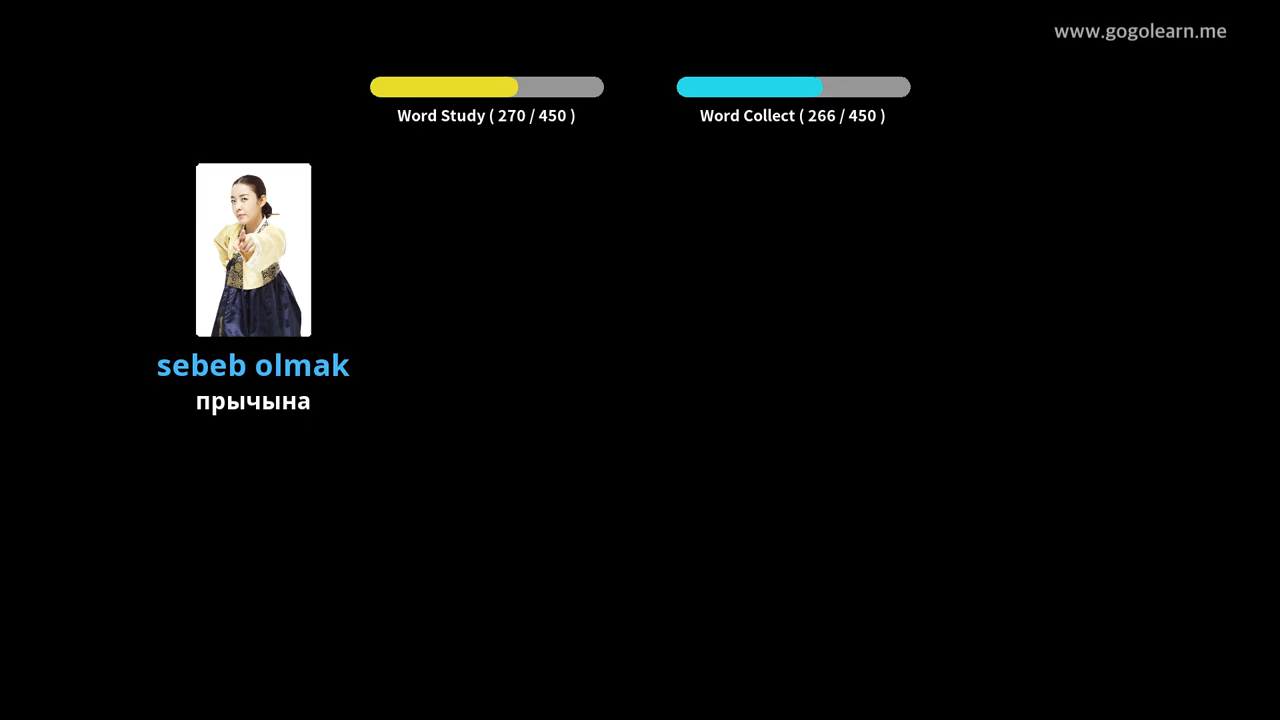 www.gogolearn.me
Word Study ( 270 / 450 )
Word Collect ( 266 / 450 )
sebeb olmak
прычына